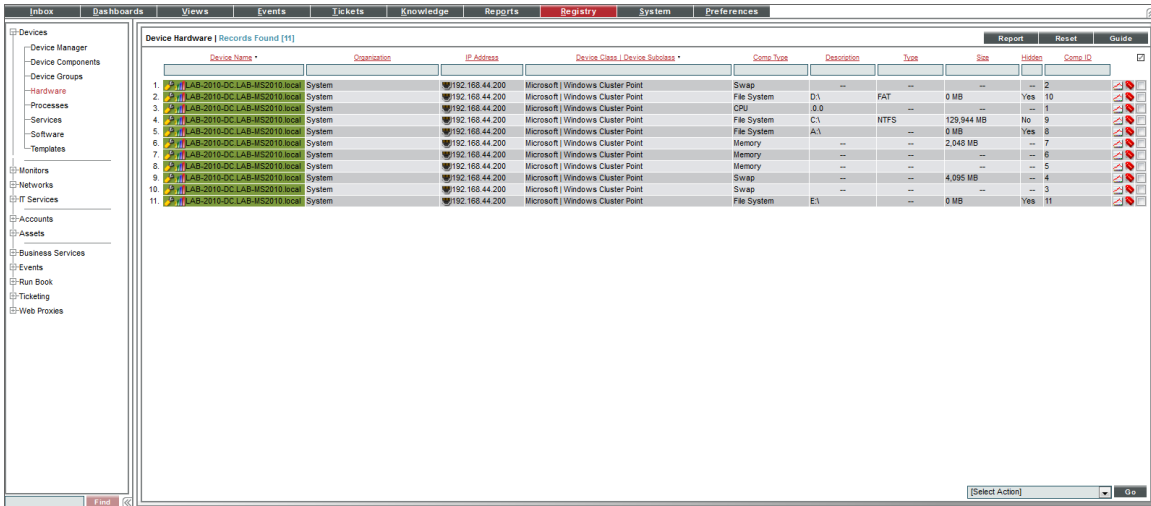 Inbox Dashboards Views Events Tickets Knowledge Reports Registry System Preferences
Devices
Device Manager
Device Components
Device Groups
Hardware
Processes
Services
Software
Templates
Monitors
Networks
IT Services
Accounts
Assets
Business Services
Events
Run Book
Ticketing
Web Proxies
Find
Device Hardware | Records Found [11] Report Reset Guide
Device Name Organization IP Address Device Class | Device Subclass Comp Type Description Type Size Hidden Comp ID
1. LAB-2010-DC.LAB-MS2010.local System 192.168.44.200 Microsoft | Windows Cluster Point Swap -- -- -- -- 2
2. LAB-2010-DC.LAB-MS2010.local System 192.168.44.200 Microsoft | Windows Cluster Point File System D:\ FAT 0 MB Yes 10
3. LAB-2010-DC.LAB-MS2010.local System 192.168.44.200 Microsoft | Windows Cluster Point CPU .0.0 -- -- -- 1
4. LAB-2010-DC.LAB-MS2010.local System 192.168.44.200 Microsoft | Windows Cluster Point File System C:\ NTFS 129,944 MB No 9
5. LAB-2010-DC.LAB-MS2010.local System 192.168.44.200 Microsoft | Windows Cluster Point File System A:\ -- 0 MB Yes 8
6. LAB-2010-DC.LAB-MS2010.local System 192.168.44.200 Microsoft | Windows Cluster Point Memory -- -- 2,048 MB -- 7
7. LAB-2010-DC.LAB-MS2010.local System 192.168.44.200 Microsoft | Windows Cluster Point Memory -- -- -- -- 6
8. LAB-2010-DC.LAB-MS2010.local System 192.168.44.200 Microsoft | Windows Cluster Point Memory -- -- -- -- 5
9. LAB-2010-DC.LAB-MS2010.local System 192.168.44.200 Microsoft | Windows Cluster Point Swap -- -- 4,095 MB -- 4
10. LAB-2010-DC.LAB-MS2010.local System 192.168.44.200 Microsoft | Windows Cluster Point Swap -- -- -- -- 3
11. LAB-2010-DC.LAB-MS2010.local System 192.168.44.200 Microsoft | Windows Cluster Point File System E:\ -- 0 MB Yes 11
[Select Action] Go